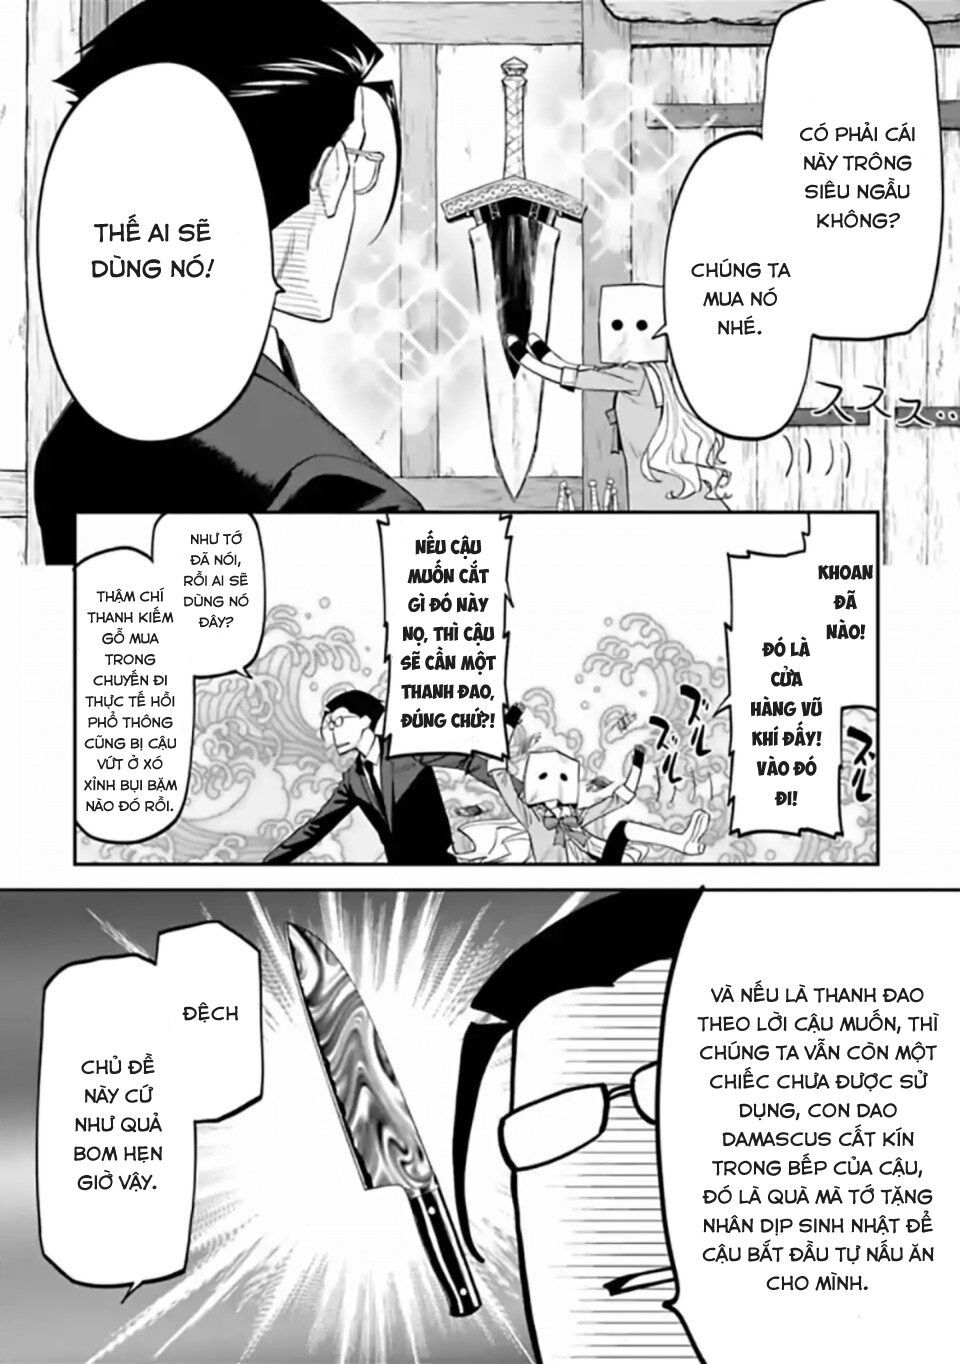 CÓ PHẢI CÁI
NÀY TRÔNG
SIÊU NGẦU
KHÔNG?
CHÚNG TA
MUA NÓ
NHÉ.
THẾ AI SẼ
DÙNG NÓ!
ススス…
KHOAN
ĐÃ
NÀO!
ĐÓ LÀ
CỬA
HÀNG VŨ
KHÍ ĐẤY!
VÀO ĐÓ
ĐI!
ズルズル
NẾU CẬU
MUỐN CẮT
GÌ ĐÓ NÀY
NỌ, THÌ CẬU
SẼ CẦN MỘT
THANH ĐAO,
ĐÚNG CHỨ?!
NHƯ TỚ
ĐÃ NÓI,
RỒI AI SẼ
DÙNG NÓ
ĐÂY?
THẬM CHÍ
THANH KIẾM
GỖ MUA
TRONG
CHUYẾN ĐI
THỰC TẾ HỒI
PHỔ THÔNG
CŨNG BỊ CẬU
VỨT Ở XÓ
XỈNH BỤI BẶM
NÀO ĐÓ RỒI.
VÀ NẾU LÀ THANH ĐAO
THEO LỜI CẬU MUỐN, THÌ
CHÚNG TA VẪN CÒN MỘT
CHIẾC CHƯA ĐƯỢC SỬ
DỤNG, CON DAO
DAMASCUS CẤT KÍN
TRONG BẾP CỦA CẬU,
ĐÓ LÀ QUÀ MÀ TỚ TẶNG
NHÂN DỊP SINH NHẬT ĐỂ
CẬU BẮT ĐẦU TỰ NẤU ĂN
CHO MÌNH.
ĐỆCH
CHỦ ĐỀ
NÀY CỨ
NHƯ QUẢ
BOM HẸN
GIỜ VẬY.